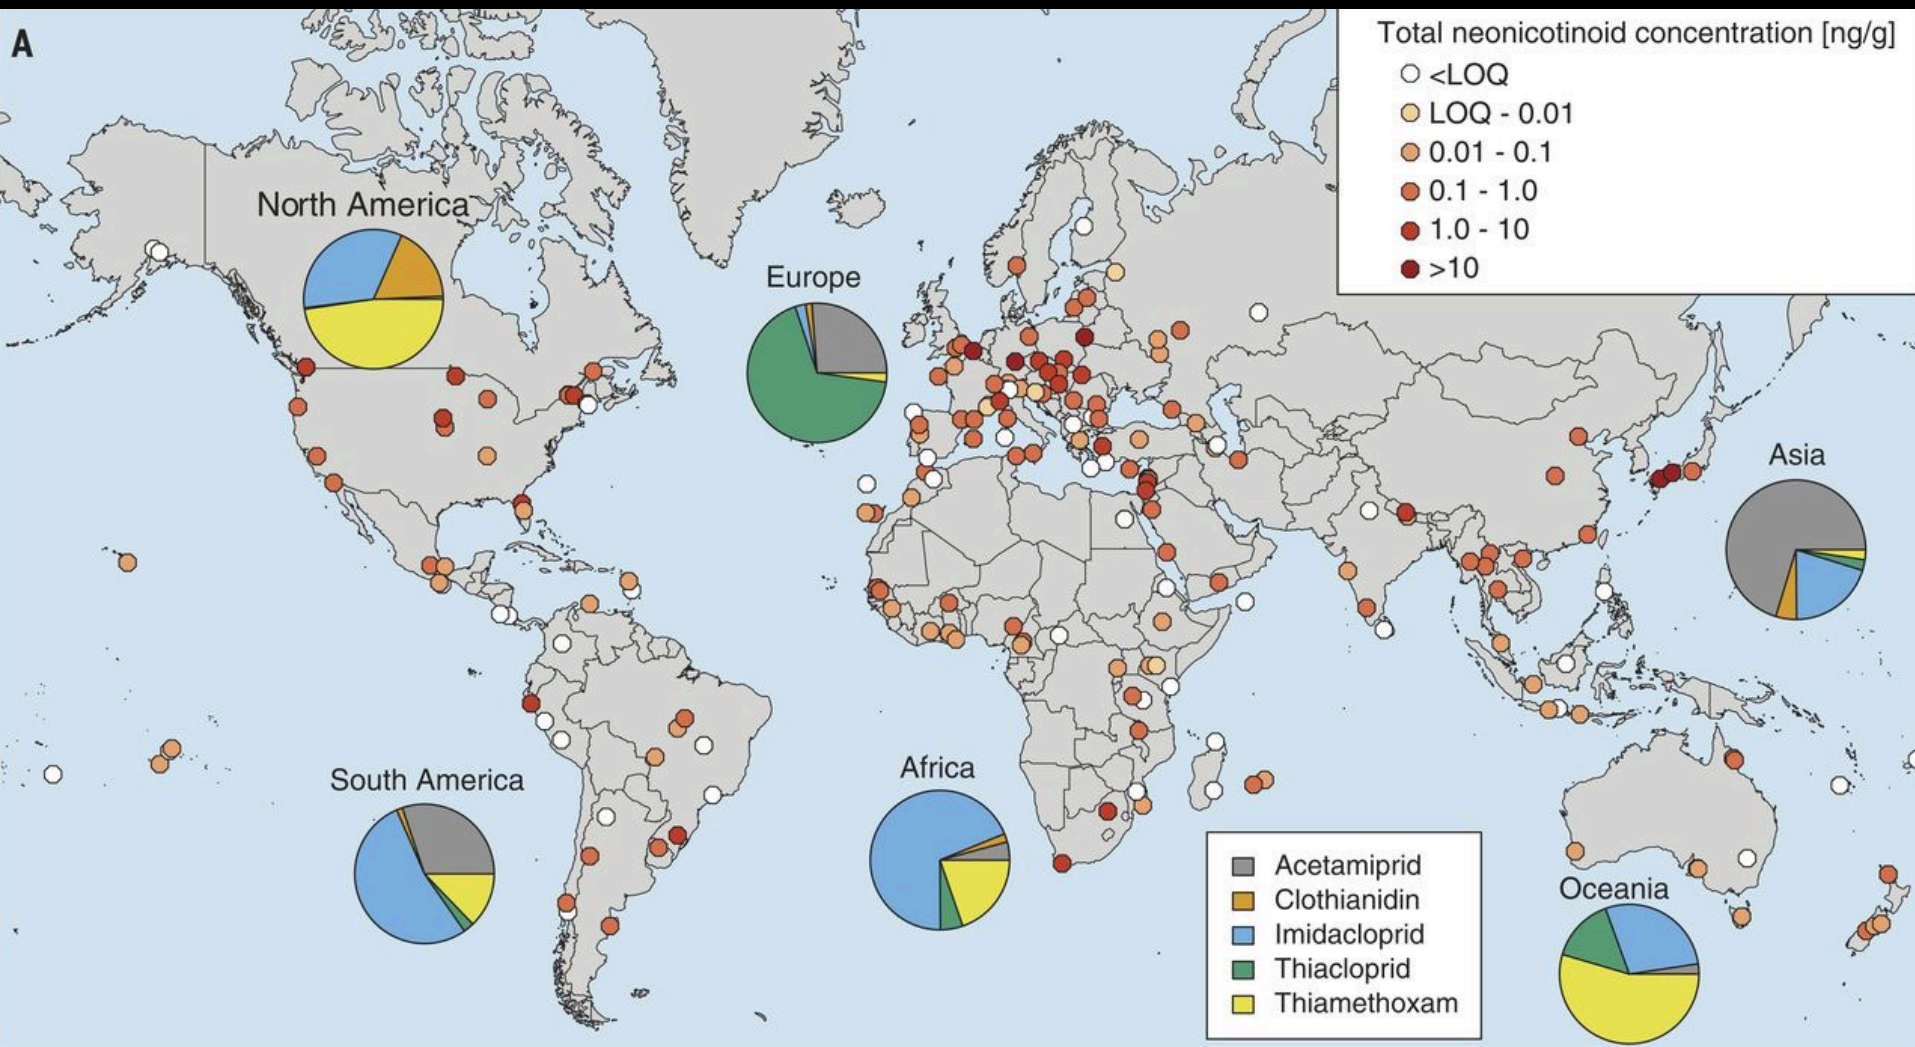 A
Total neonicotinoid concentration [ng/g]
<LOQ
LOQ - 0.01
0.01 - 0.1
0.1 - 1.0
1.0 - 10
>10
North America
Europe
Asia
South America
Africa
Oceania
Acetamiprid
Clothianidin
Imidacloprid
Thiacloprid
Thiamethoxam